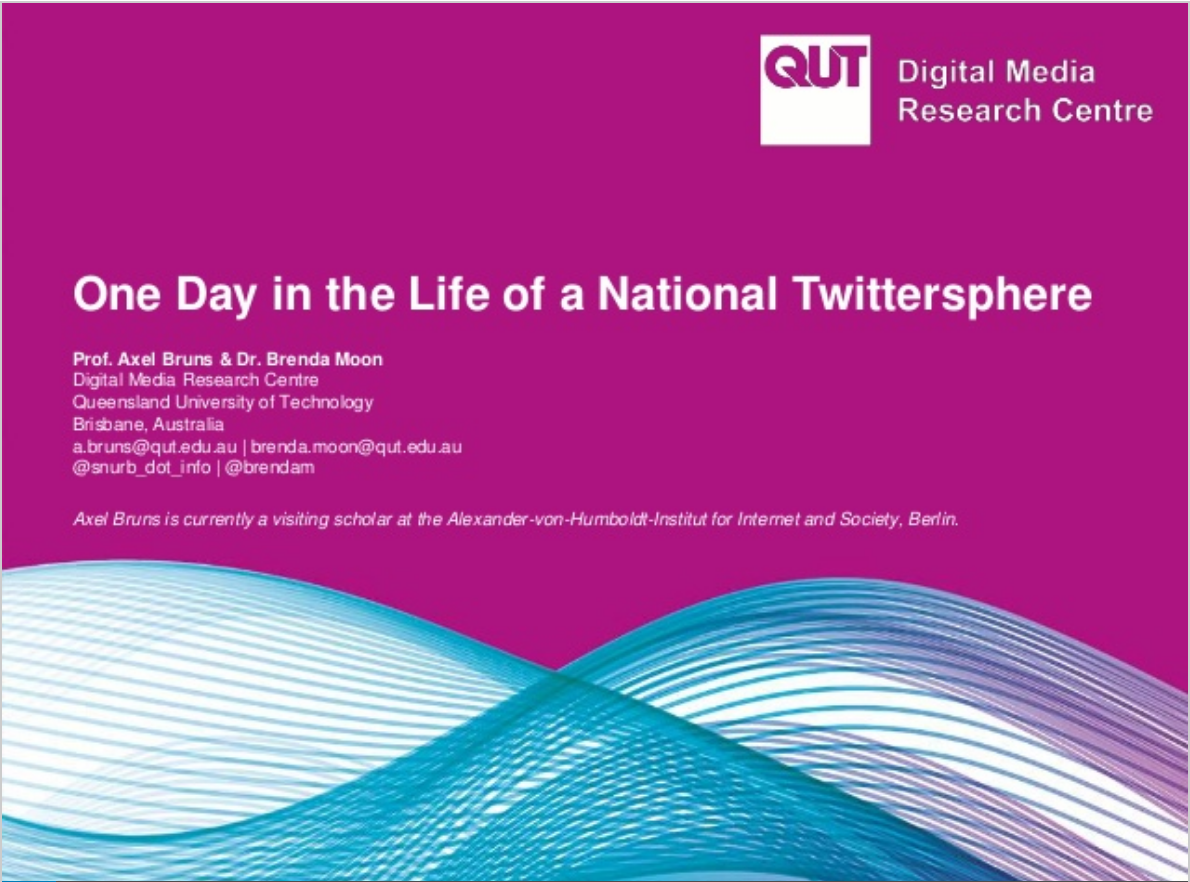 QUT
Digital Media
Research Centre
One Day in the Life of a National Twittersphere
Prof. Axel Bruns & Dr. Brenda Moon
Digital Media Research Centre
Queensland University of Technology
Brisbane, Australia
a.bruns@qut.edu.au | brenda.moon@qut.edu.au
@snurb_dot_info | @brendam
Axel Bruns is currently a visiting scholar at the Alexander-von-Humboldt-Institut for Internet and Society, Berlin.